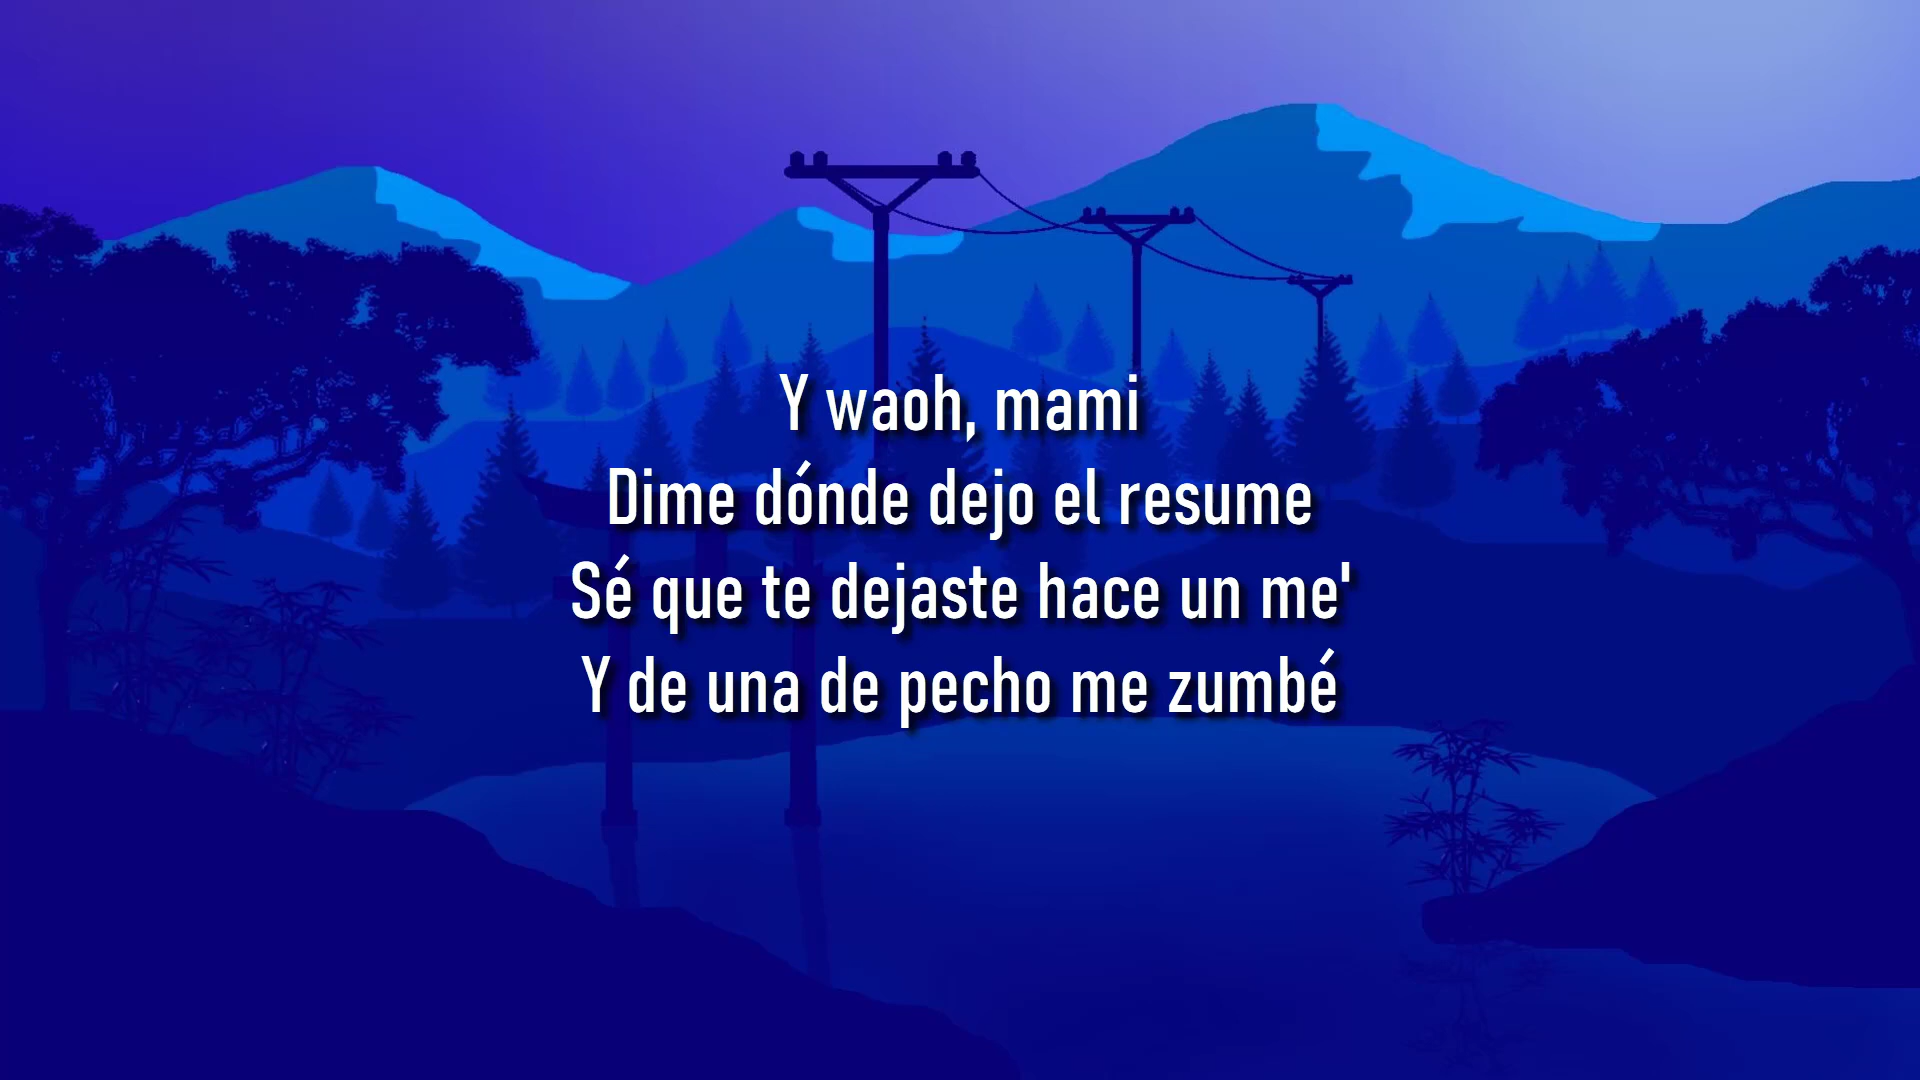 Y waoh, mami
Dime dónde dejo el resume
Sé que te dejaste hace un me'
Y de una de pecho me zumbé